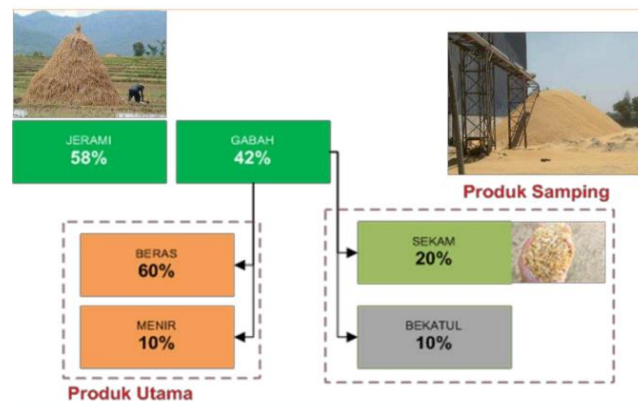 JERAMI
58%
GABAH
42%
Produk Samping
BERAS
60%
SEKAM
20%
MENIR
10%
BEKATUL
10%
Produk Utama